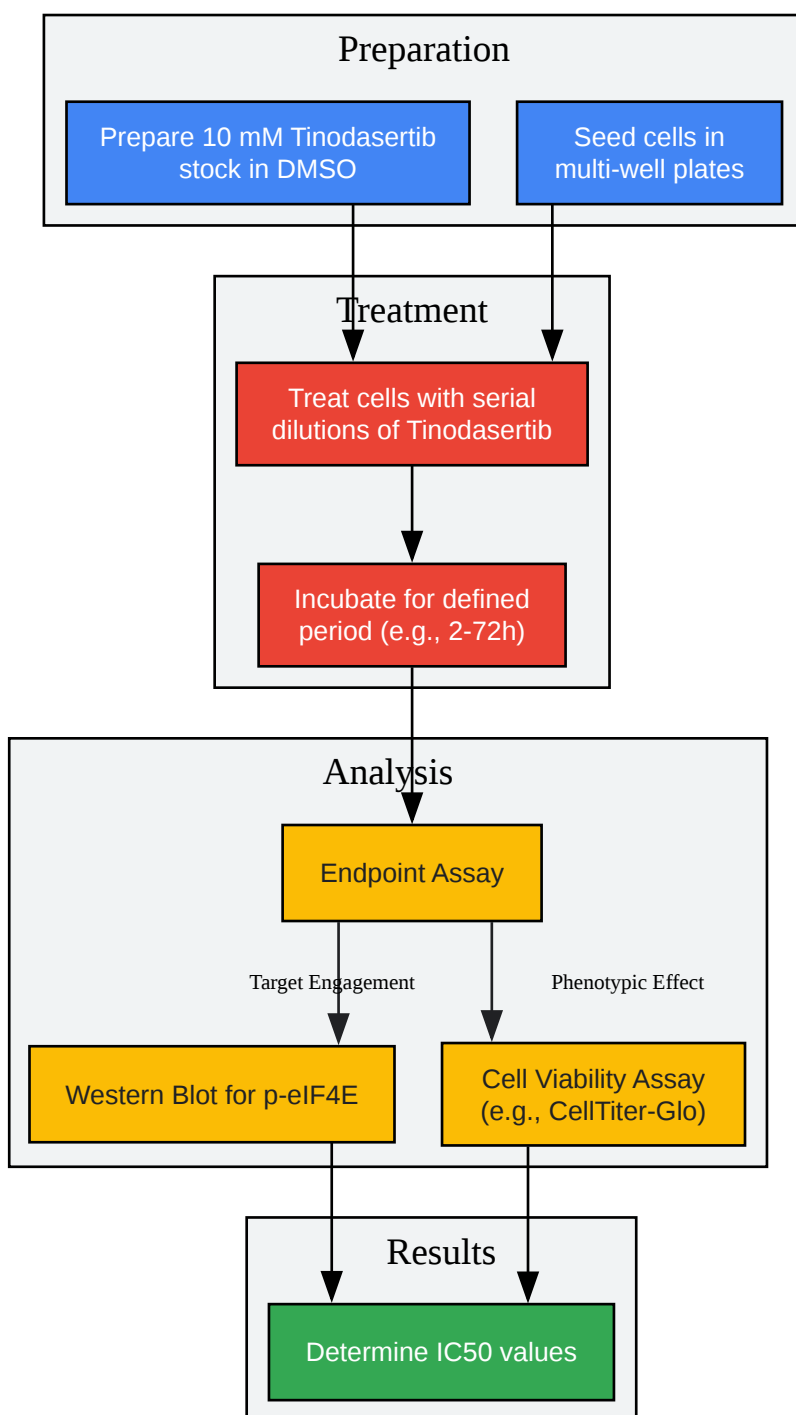 Preparation
Prepare 10 mM Tinodasertib
stock in DMSO
Seed cells in
multi-well plates
Treatment
Treat cells with serial
dilutions of Tinodasertib
Incubate for defined
period (e.g., 2-72h)
Analysis
Endpoint Assay
Target Engagement
Phenotypic Effect
Western Blot for p-eIF4E
Cell Viability Assay
(e.g., CellTiter-Glo)
Results
Determine IC50 values